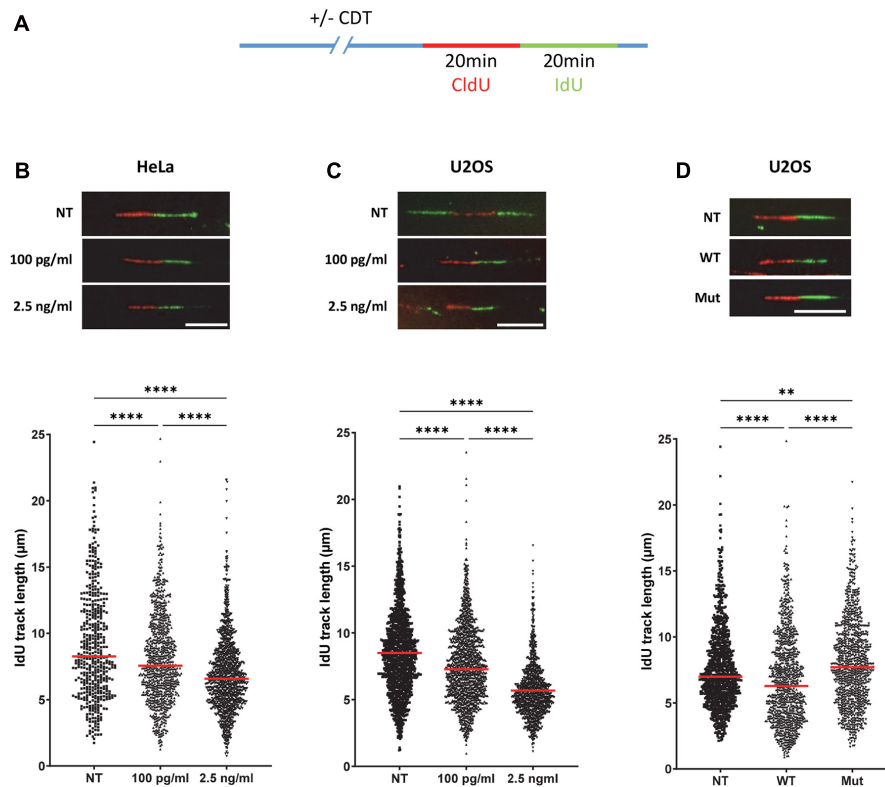 A
+/- CDT
20min 20min
CldU IdU
B HeLa
NT
100 pg/ml
2.5 ng/ml
C U2OS
NT
100 pg/ml
2.5 ng/ml
D U2OS
NT
WT
Mut
****
**** ****
IdU track length (µm)
25
20
15
10
5
0
NT 100 pg/ml 2.5 ng/ml
****
**** ****
IdU track length (µm)
25
20
15
10
5
0
NT 100 pg/ml 2.5 ngml
**
**** ****
IdU track length (µm)
25
20
15
10
5
0
NT WT Mut